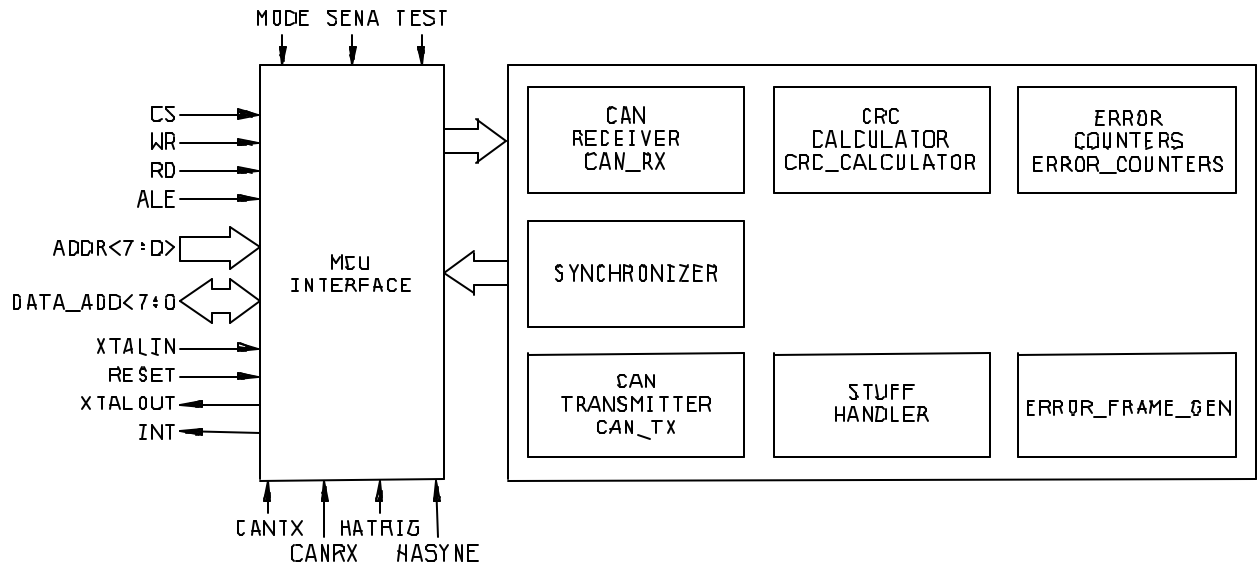 MODE SENA TEST
CS
WR
RD
ALE
ADDR<7:D>
DATA_ADD<7:0
XTALIN
RESET
XTALOUT
INT
MCU
INTERFACE
CANTX
HATRIG
CANRX
HASYNE
CAN
RECEIVER
CAN_RX
CRC
CALCULATOR
CRC_CALCULATOR
ERROR
COUNTERS
ERROR_COUNTERS
SYNCHRONIZER
CAN
TRANSMITTER
CAN_TX
STUFF
HANDLER
ERROR_FRAME_GEN